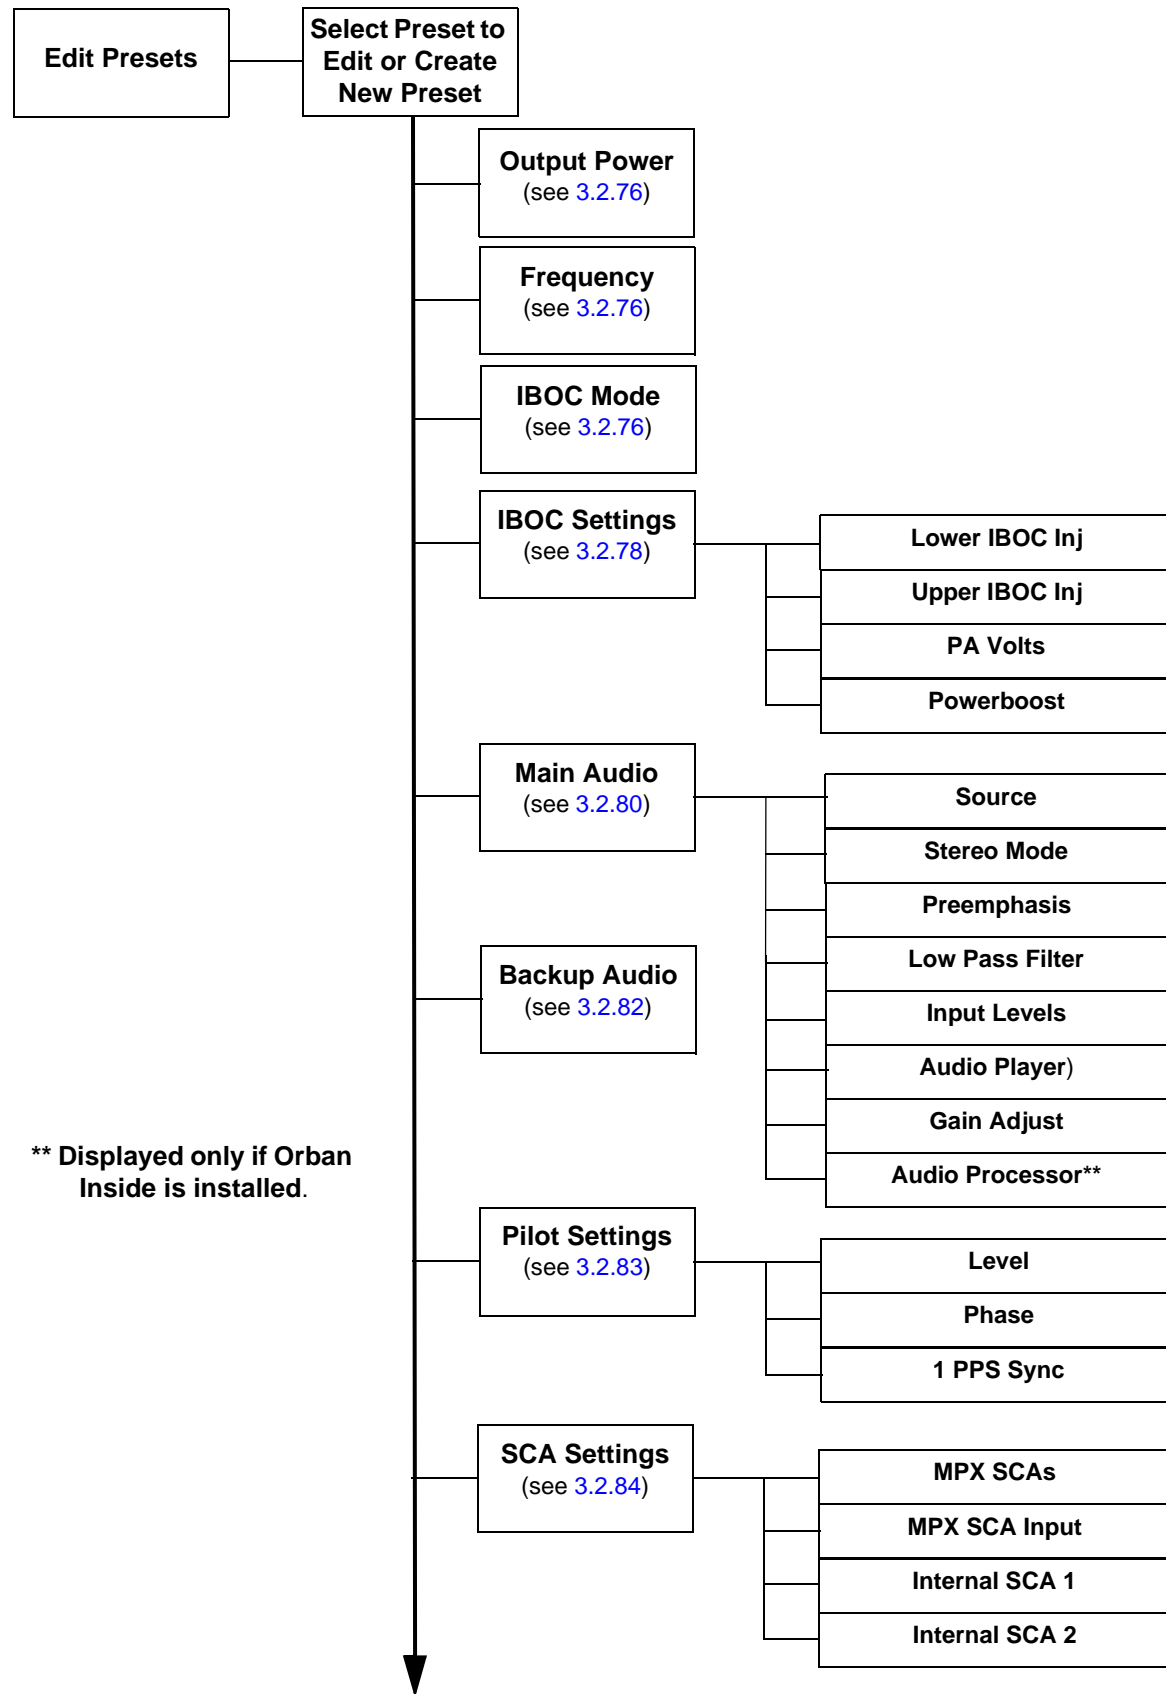 Edit Presets
Select Preset to
Edit or Create
New Preset
Output Power
(see 3.2.76)
Frequency
(see 3.2.76)
IBOC Mode
(see 3.2.76)
IBOC Settings
(see 3.2.78)
Lower IBOC Inj
Upper IBOC Inj
PA Volts
Powerboost
Main Audio
(see 3.2.80)
Source
Stereo Mode
Preemphasis
Low Pass Filter
Input Levels
Audio Player)
Gain Adjust
Audio Processor**
Backup Audio
(see 3.2.82)
** Displayed only if Orban
Inside is installed.
Pilot Settings
(see 3.2.83)
Level
Phase
1 PPS Sync
SCA Settings
(see 3.2.84)
MPX SCAs
MPX SCA Input
Internal SCA 1
Internal SCA 2